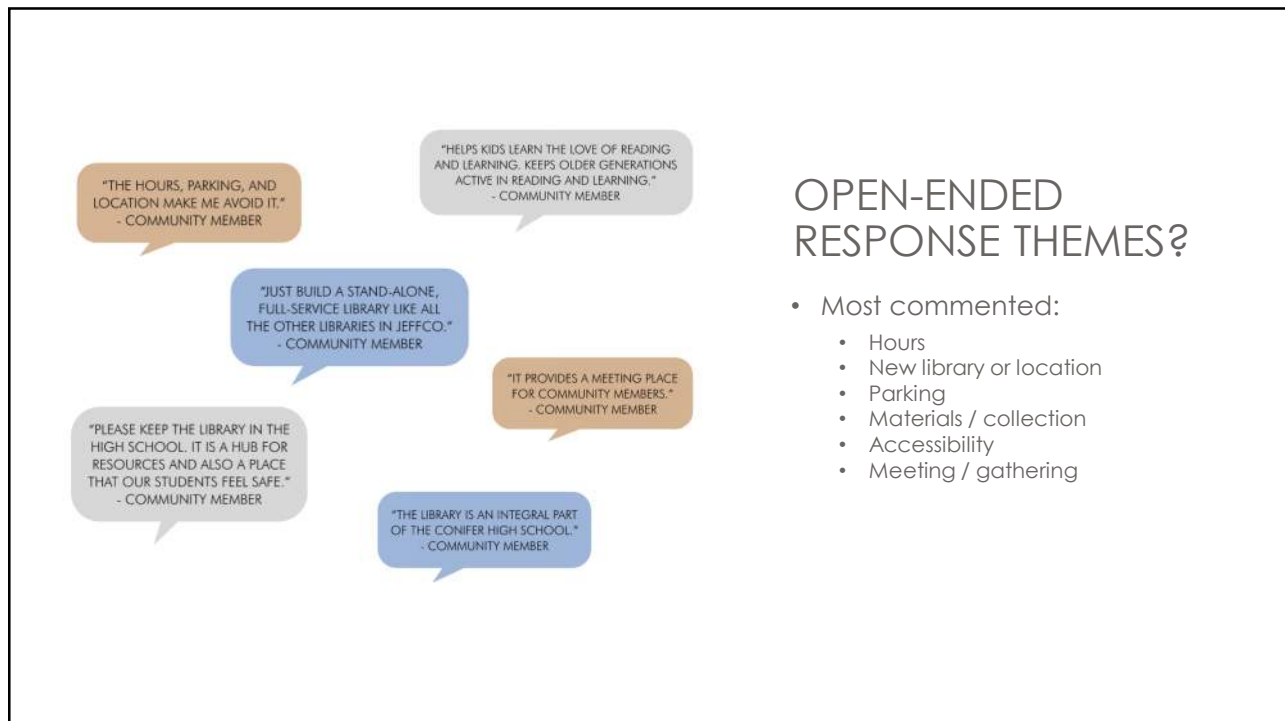 "THE HOURS, PARKING, AND
LOCATION MAKE ME AVOID IT."
- COMMUNITY MEMBER
"HELPS KIDS LEARN THE LOVE OF READING
AND LEARNING. KEEPS OLDER GENERATIONS
ACTIVE IN READING AND LEARNING."
- COMMUNITY MEMBER
"JUST BUILD A STAND-ALONE,
FULL-SERVICE LIBRARY LIKE ALL
THE OTHER LIBRARIES IN JEFFCO."
- COMMUNITY MEMBER
"IT PROVIDES A MEETING PLACE
FOR COMMUNITY MEMBERS."
- COMMUNITY MEMBER
"PLEASE KEEP THE LIBRARY IN THE
HIGH SCHOOL. IT IS A HUB FOR
RESOURCES AND ALSO A PLACE
THAT OUR STUDENTS FEEL SAFE."
- COMMUNITY MEMBER
"THE LIBRARY IS AN INTEGRAL PART
OF THE CONIFER HIGH SCHOOL."
- COMMUNITY MEMBER
OPEN-ENDED
RESPONSE THEMES?
• Most commented:
• Hours
• New library or location
• Parking
• Materials / collection
• Accessibility
• Meeting / gathering